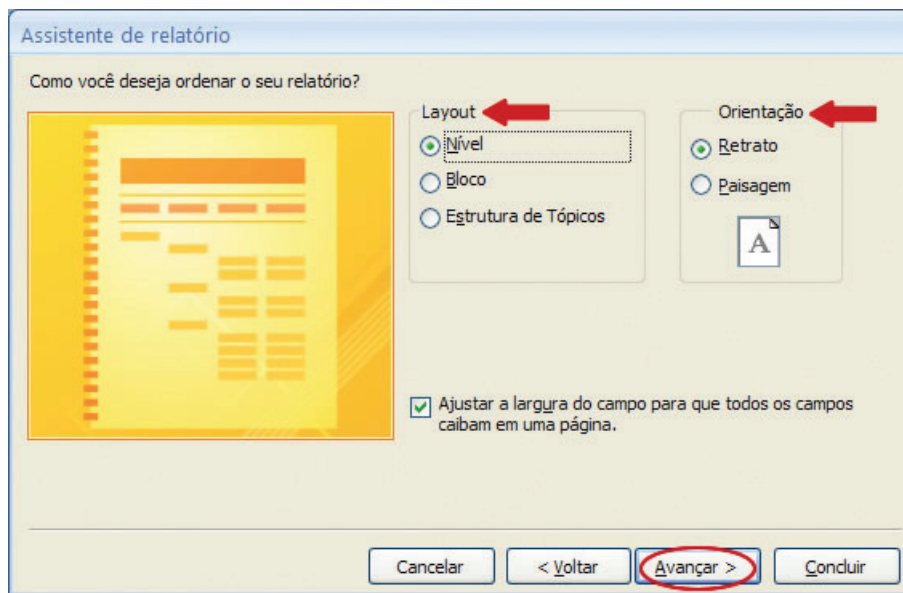 Assistente de relatório
Como você deseja ordenar o seu relatório?
Layout
Nível
Bloco
Estrutura de Tópicos
Orientação
Retrato
Paisagem
A
Ajustar a largura do campo para que todos os campos
caibam em uma página.
Cancelar
< Voltar
Avançar >
Concluir